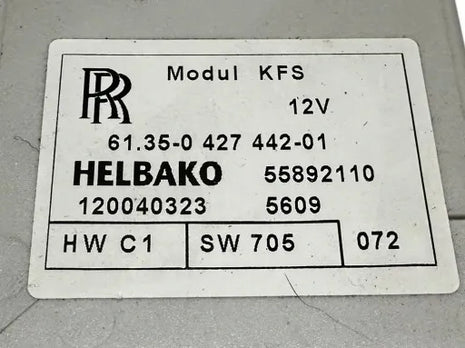 RR Modul KFS
12V
61.35-0 427 442-01
HELBAKO 55892110
120040323 5609
HW C1 SW 705 072